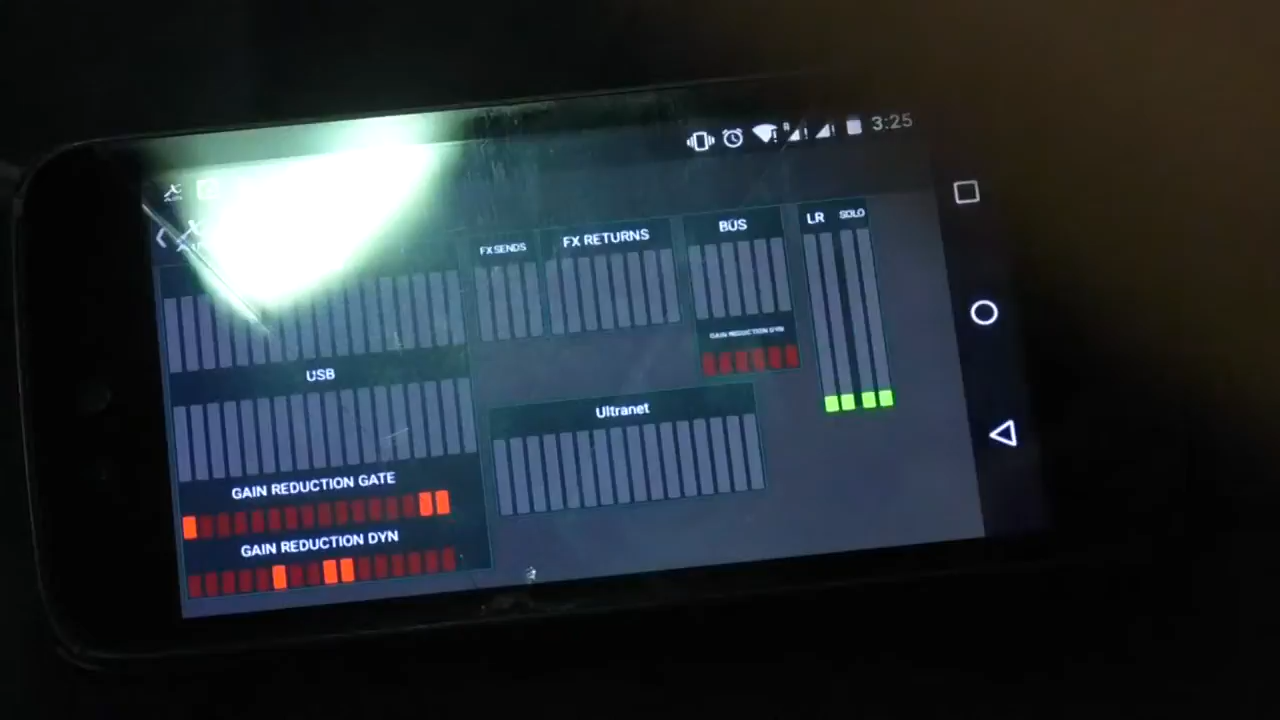 3:25
FX SENDS
FX RETURNS
BUS
LR
SOLO
GAIN REDUCTION DYN
USB
Ultranet
GAIN REDUCTION GATE
GAIN REDUCTION DYN